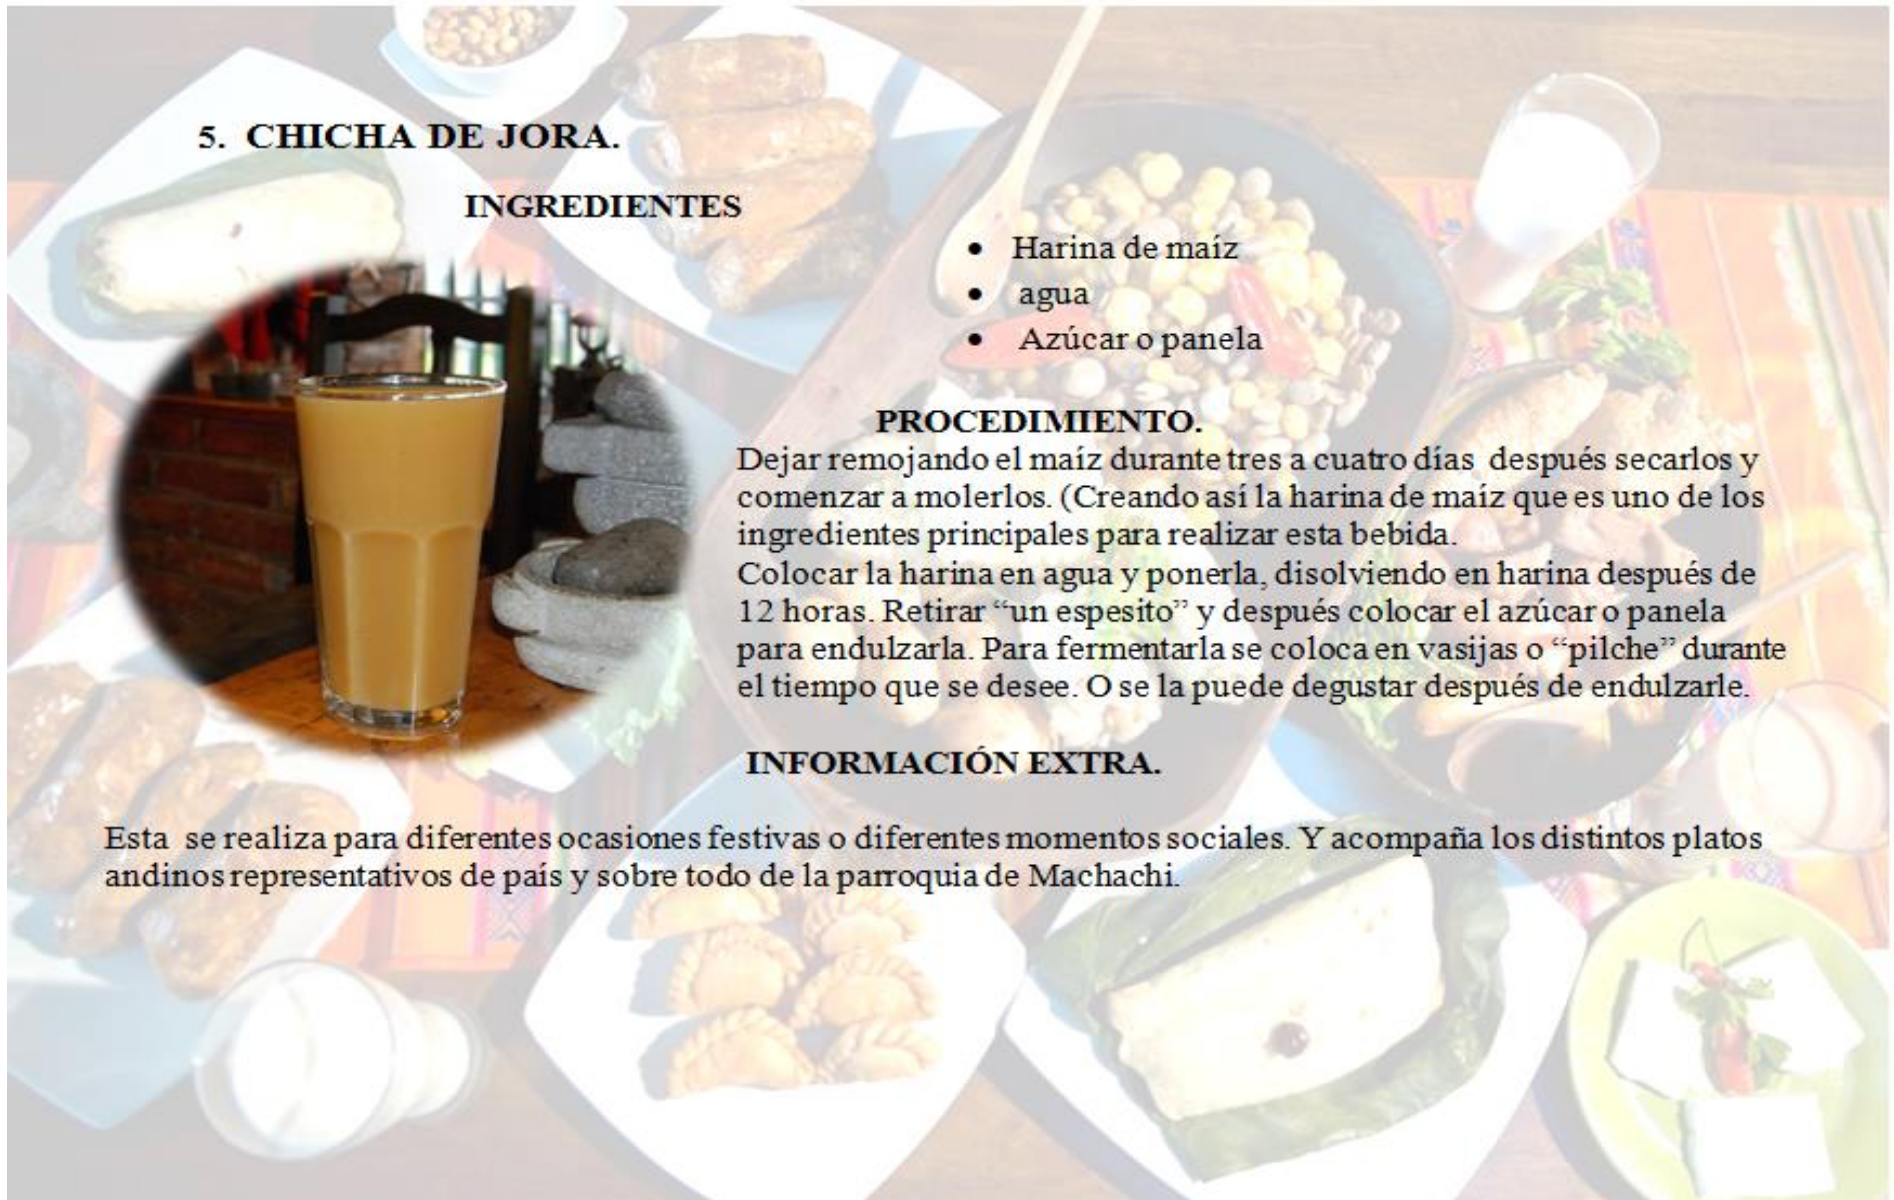 5. CHICHA DE JORA.
INGREDIENTES
• Harina de maíz
• agua
• Azúcar o panela
PROCEDIMIENTO.
Dejar remojando el maíz durante tres a cuatro días después secarlos y
comenzar a molerlos. (Creando así la harina de maíz que es uno de los
ingredientes principales para realizar esta bebida.
Colocar la harina en agua y ponerla, disolviendo en harina después de
12 horas. Retirar “un espesito” y después colocar el azúcar o panela
para endulzarla. Para fermentarla se coloca en vasijas o “pilche” durante
el tiempo que se desee. O se la puede degustar después de endulzarle.
INFORMACIÓN EXTRA.
Esta se realiza para diferentes ocasiones festivas o diferentes momentos sociales. Y acompaña los distintos platos
andinos representativos de país y sobre todo de la parroquia de Machachi.